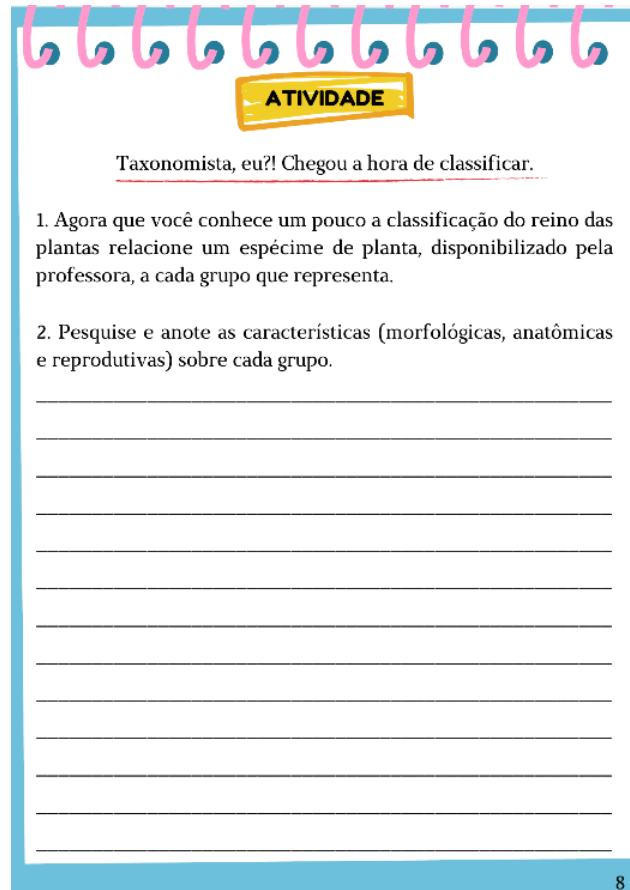 ATIVIDADE
Taxonomista, eu?! Chegou a hora de classificar.
1. Agora que você conhece um pouco a classificação do reino das
plantas relacione um espécime de planta, disponibilizado pela
professora, a cada grupo que representa.
2. Pesquise e anote as características (morfológicas, anatômicas
e reprodutivas) sobre cada grupo.
8